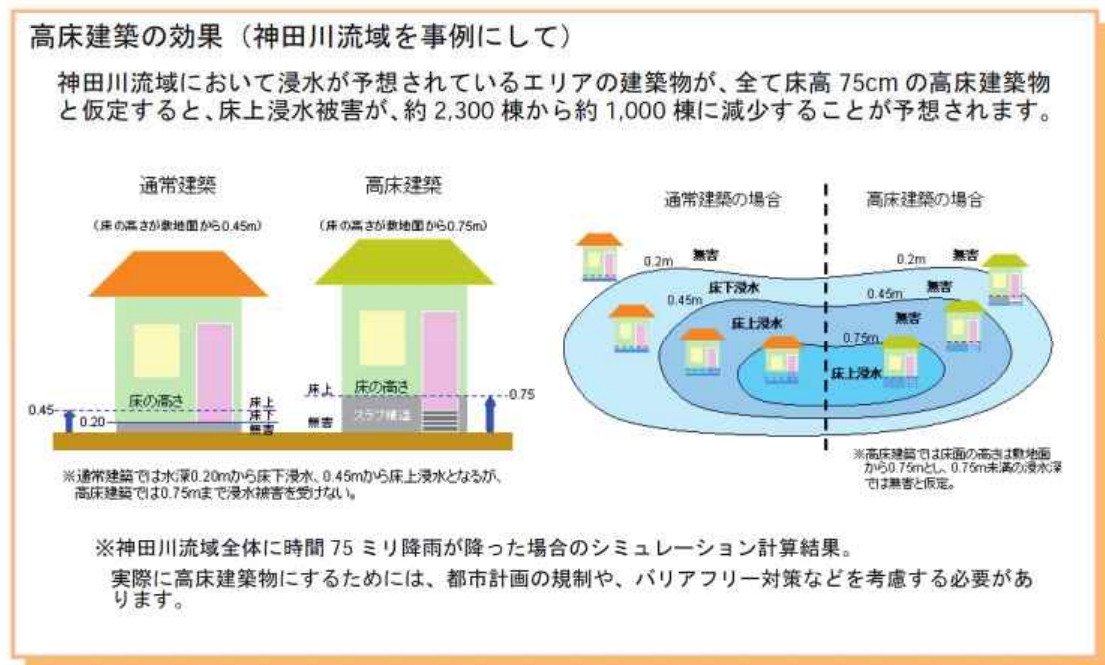 高床建築の効果（神田川流域を事例にして）
神田川流域において浸水が予想されているエリアの建築物が、全て床高 75cm の高床建築物
と仮定すると、床上浸水被害が、約 2,300 棟から約 1,000 棟に減少することが予想されます。
通常建築
（床の高さが敷地面から0.45m）
高床建築
（床の高さが敷地面から0.75m）
床の高さ
床上
床下
無害
0.45
0.20
床上
床の高さ
スラブ構造
無害
0.75
通常建築の場合
高床建築の場合
0.2m
無害
0.2m
無害
床下浸水
0.45m
0.45m
無害
床上浸水
無害
0.75m
床上浸水
※通常建築では水深0.20mから床下浸水、0.45mから床上浸水となるが、
高床建築では0.75mまで浸水被害を受けない。
※高床建築では床面の高さは敷地面
から0.75mとし、0.75m未満の浸水深
では無害と仮定。
※神田川流域全体に時間 75 ミリ降雨が降った場合のシミュレーション計算結果。
実際に高床建築物にするためには、都市計画の規制や、バリアフリー対策などを考慮する必要があ
ります。